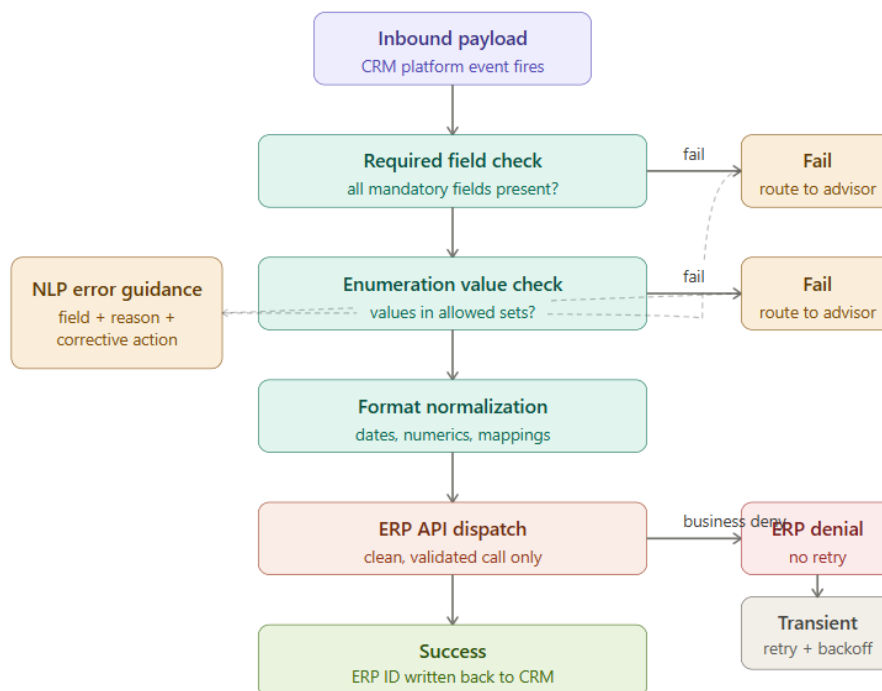 Inbound payload
CRM platform event fires
Required field check
all mandatory fields present?
fail
Fail
route to advisor
NLP error guidance
field + reason +
corrective action
Enumeration value check
values in allowed sets?
fail
Fail
route to advisor
Format normalization
dates, numerics, mappings
ERP API dispatch
clean, validated call only
business deny
ERP denial
no retry
Transient
retry + backoff
Success
ERP ID written back to CRM